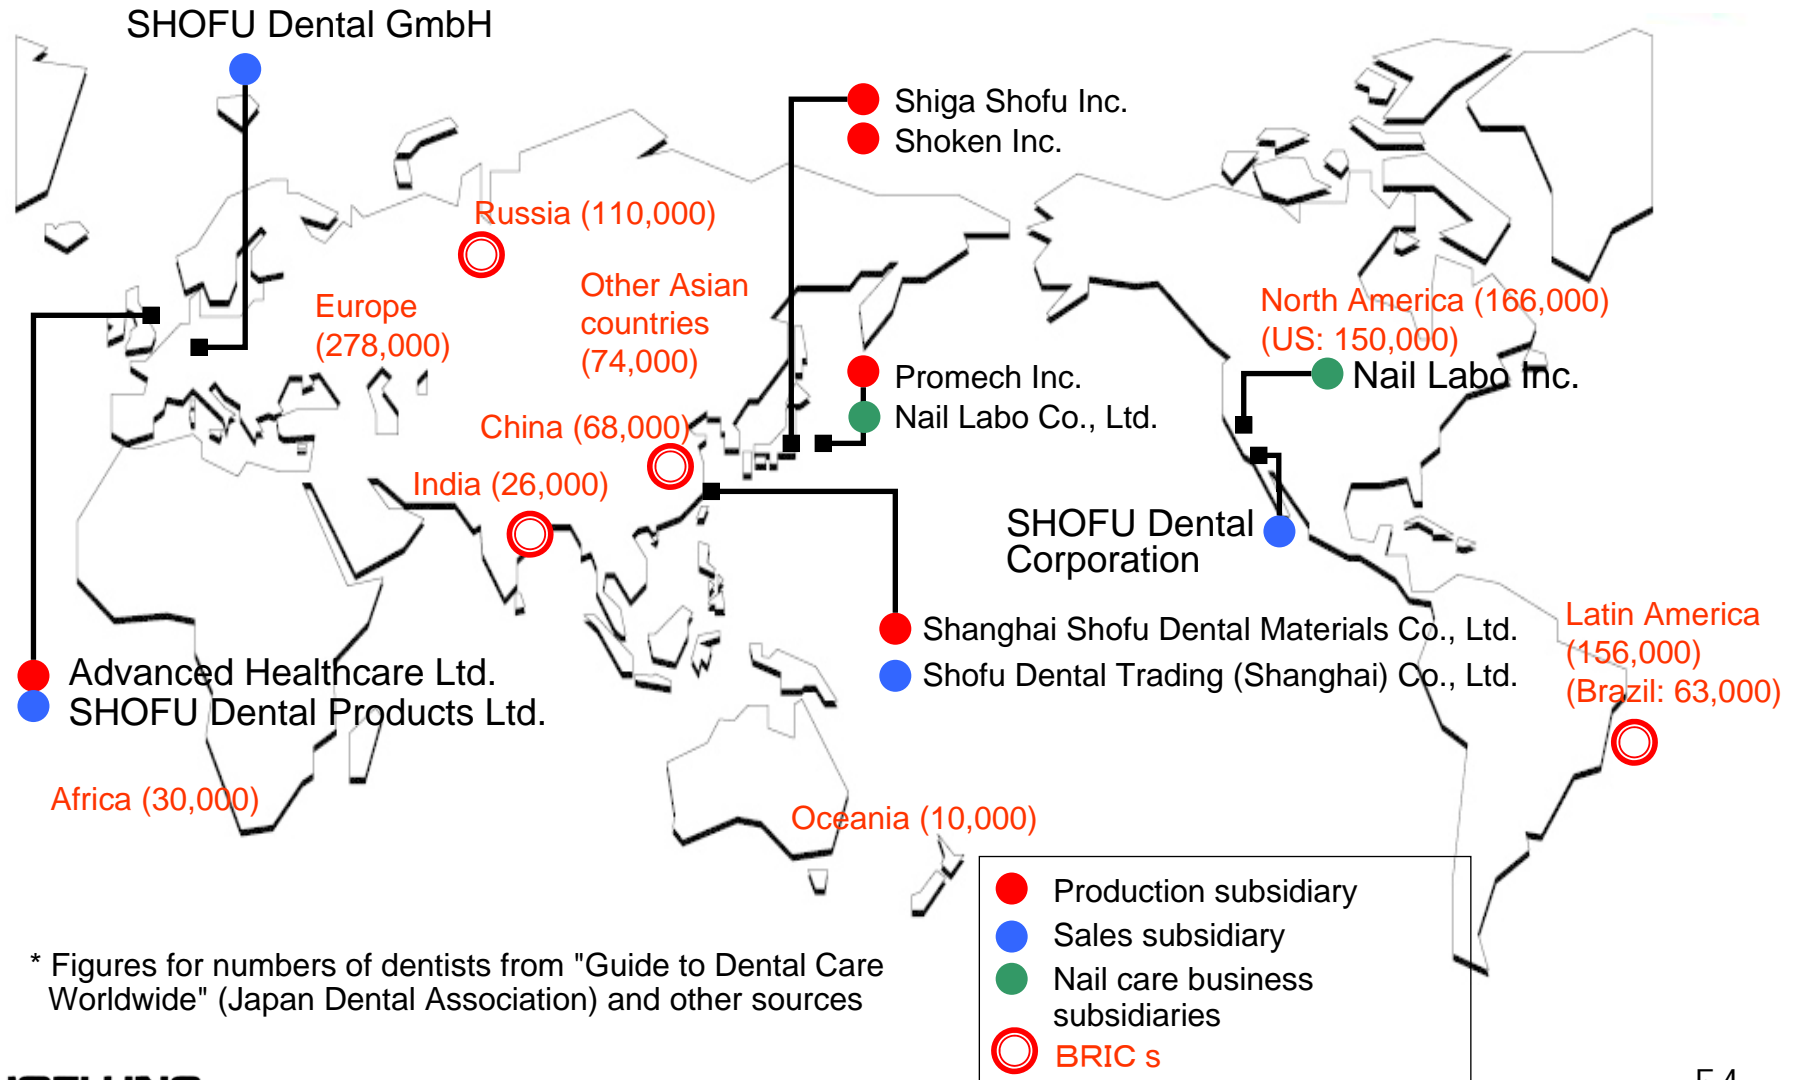 SHOFU Dental GmbH
Shiga Shofu Inc.
Shoken Inc.
Russia (110,000)
Other Asian
countries
(74,000)
Europe
(278,000)
North America (166,000)
(US: 150,000)
Nail Labo Inc.
Promech Inc.
Nail Labo Co., Ltd.
China (68,000)
India (26,000)
SHOFU Dental
Corporation
Shanghai Shofu Dental Materials Co., Ltd.
Shofu Dental Trading (Shanghai) Co., Ltd.
Latin America
(156,000)
(Brazil: 63,000)
Advanced Healthcare Ltd.
SHOFU Dental Products Ltd.
Africa (30,000)
Oceania (10,000)
Production subsidiary
Sales subsidiary
Nail care business
subsidiaries
BRIC s
* Figures for numbers of dentists from "Guide to Dental Care
Worldwide" (Japan Dental Association) and other sources